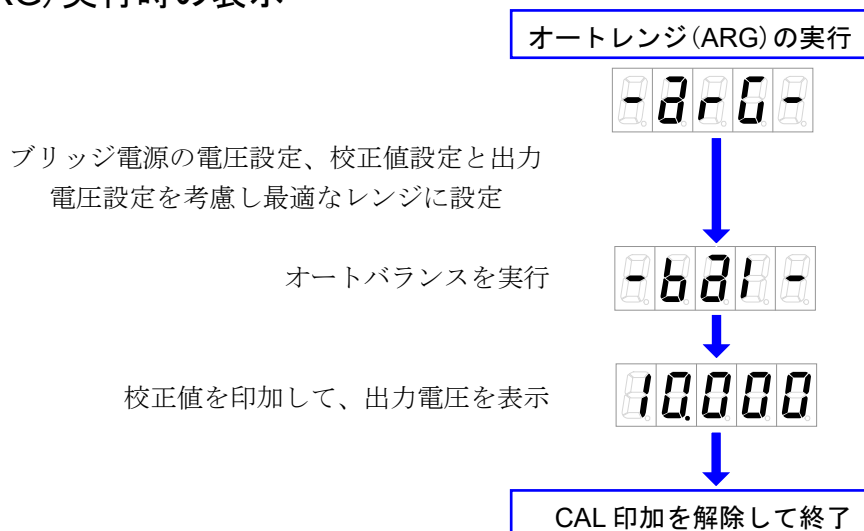 RG)実行時の表示
オートレンジ(ARG)の実行
-arG-
ブリッジ電源の電圧設定、校正値設定と出力
電圧設定を考慮し最適なレンジに設定
オートバランスを実行
-bal-
校正値を印加して、出力電圧を表示
10.000
CAL 印加を解除して終了